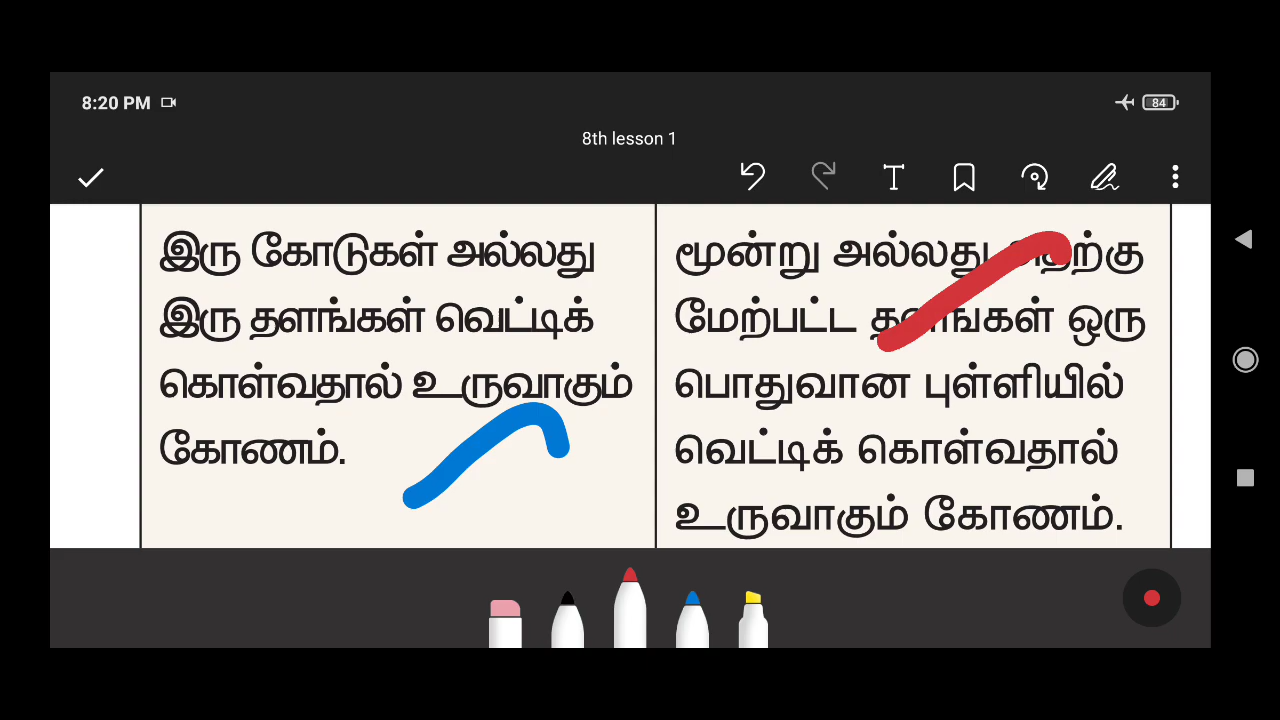 8:20 PM
84
8th lesson 1
இரு கோடுகள் அல்லது
இரு தளங்கள் வெட்டிக்
கொள்வதால் உருவாகும்
கோணம்.
மூன்று அல்லது அதற்கு
மேற்பட்ட தளங்கள் ஒரு
பொதுவான புள்ளியில்
வெட்டிக் கொள்வதால்
உருவாகும் கோணம்.